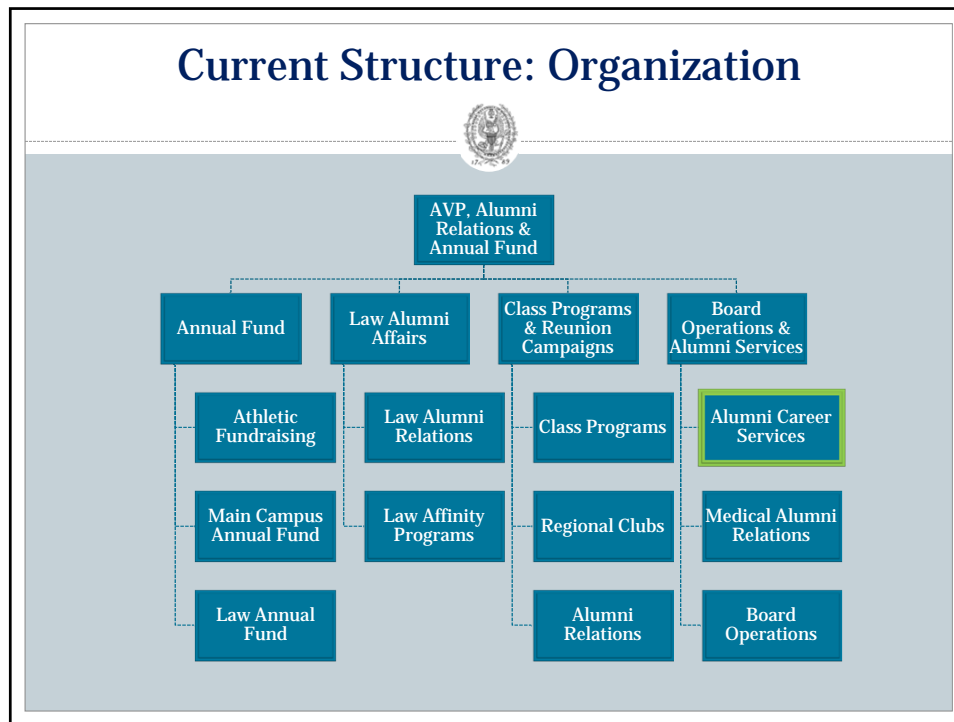 Current Structure: Organization
AVP, Alumni
Relations &
Annual Fund
Annual Fund
Law Alumni
Affairs
Class Programs
& Reunion
Campaigns
Board
Operations &
Alumni Services
Athletic
Fundraising
Law Alumni
Relations
Class Programs
Alumni Career
Services
Main Campus
Annual Fund
Law Affinity
Programs
Regional Clubs
Medical Alumni
Relations
Law Annual
Fund
Alumni
Relations
Board
Operations